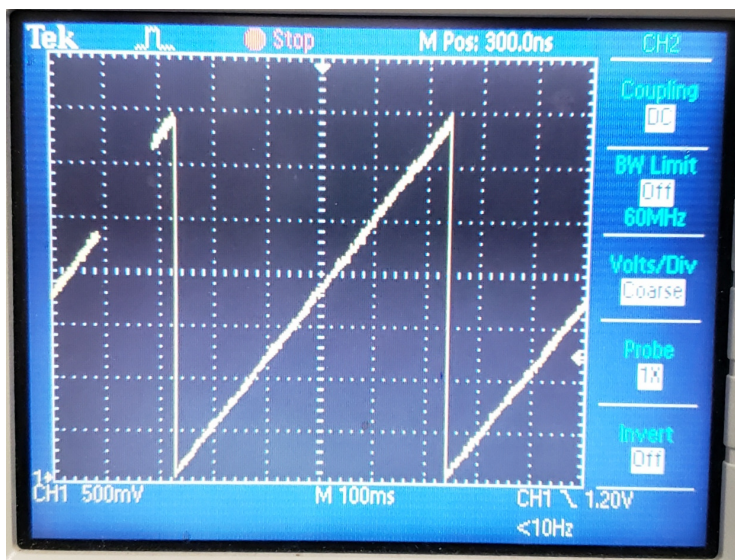 Tek Stop M Pos: 300.0ns CH2
Coupling
DC
BW Limit
Off
60MHz
Volts/Div
Coarse
Probe
1X
Invert
Off
1
CH1 500mV M 100ms CH1 1.20V
<10Hz